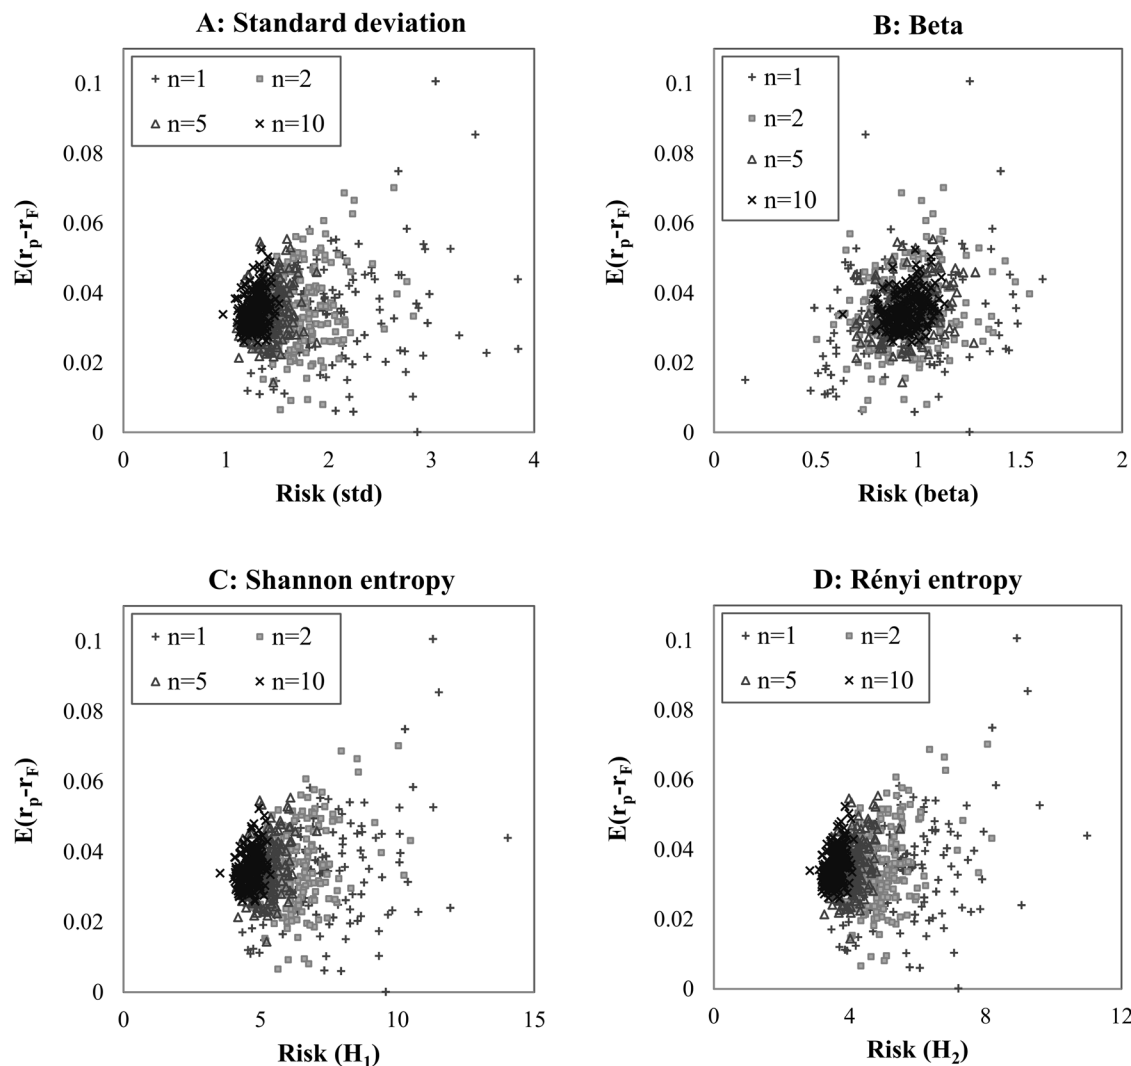 A: Standard deviation
+ n=1 n=2
n=5 × n=10
0.1
0.08
0.06
0.04
0.02
0
E(rp-rF)
0 1 2 3 4
Risk (std)
B: Beta
+ n=1
n=2
n=5
× n=10
0.1
0.08
0.06
0.04
0.02
0
E(rp-rF)
0 0.5 1 1.5 2
Risk (beta)
C: Shannon entropy
+ n=1 n=2
n=5 × n=10
0.1
0.08
0.06
0.04
0.02
0
E(rp-rF)
0 5 10 15
Risk (H1)
D: Rényi entropy
+ n=1 n=2
n=5 × n=10
0.1
0.08
0.06
0.04
0.02
0
E(rp-rF)
0 4 8 12
Risk (H2)